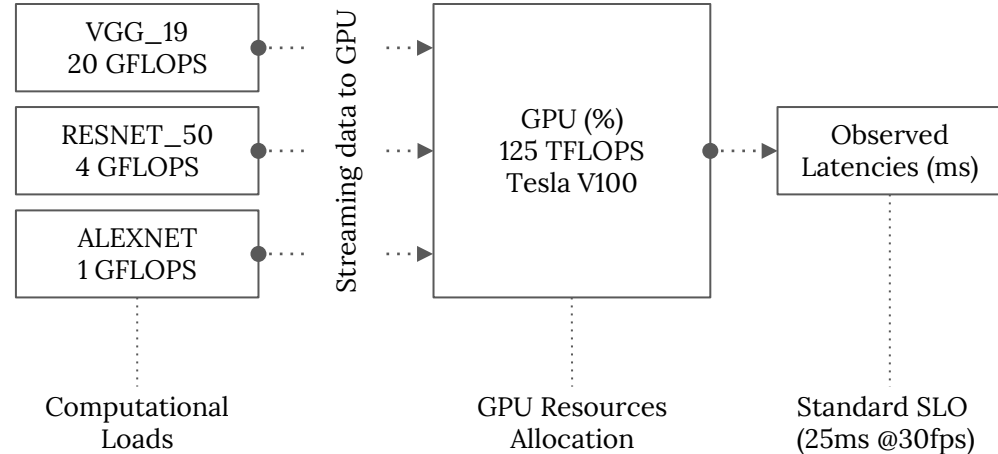 VGG_19
20 GFLOPS
RESNET_50
4 GFLOPS
ALEXNET
1 GFLOPS
Streaming data to GPU
GPU (%)
125 TFLOPS
Tesla V100
Observed
Latencies (ms)
Computational
Loads
GPU Resources
Allocation
Standard SLO
(25ms @30fps)